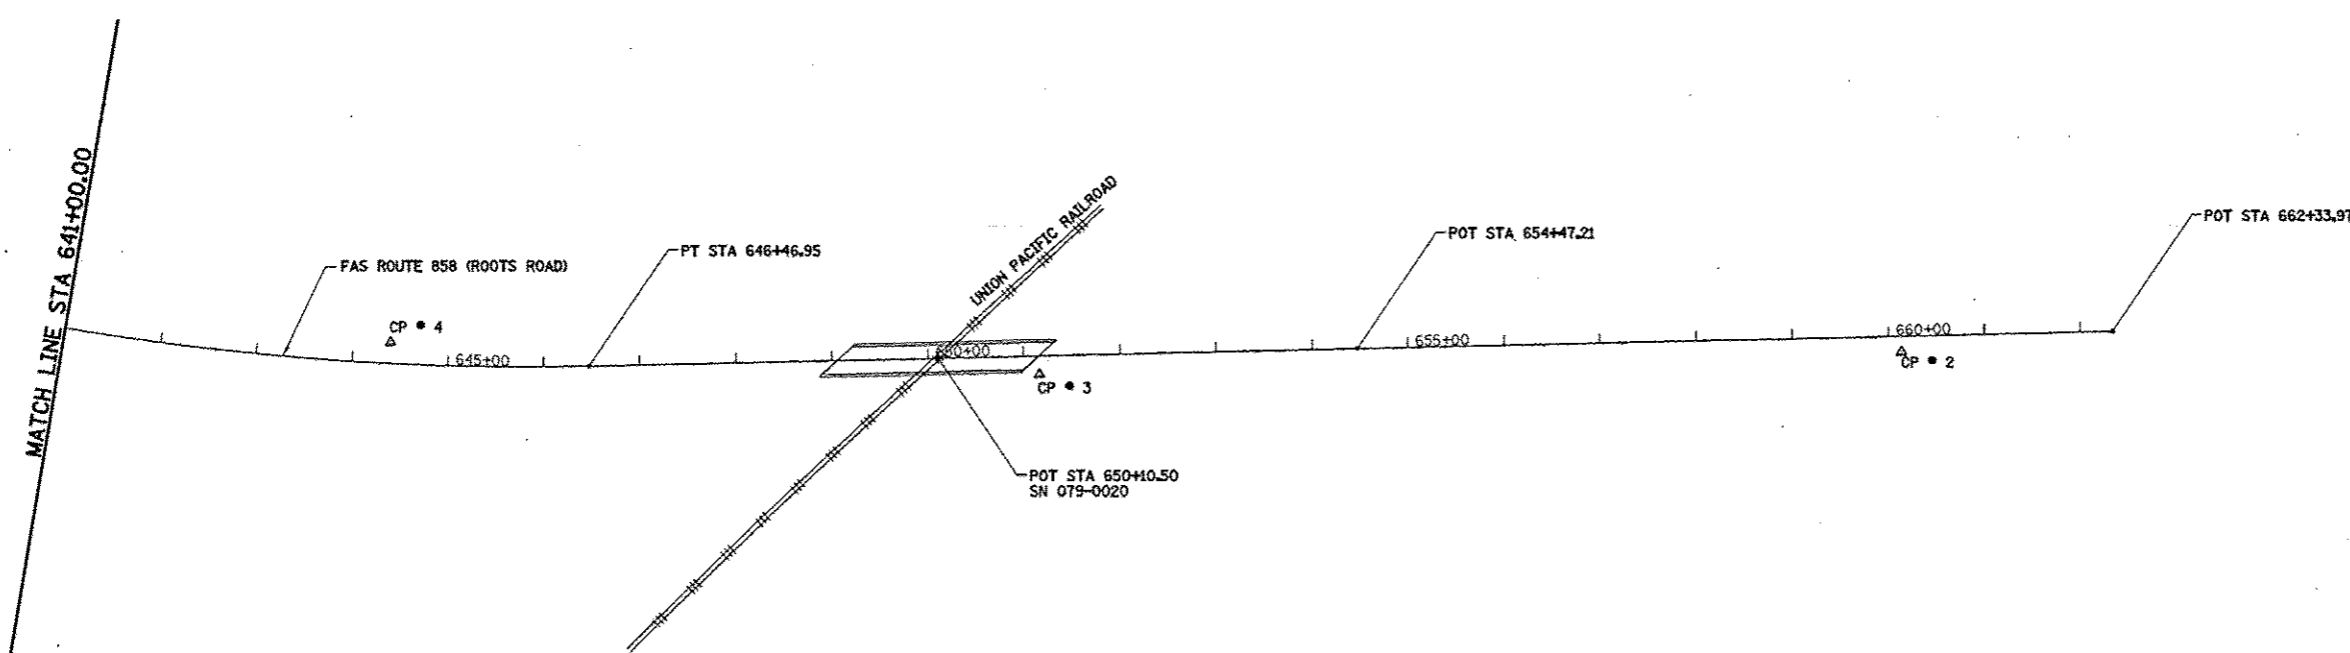 MATCH LINE STA 641+00.00
FAS ROUTE 858 (ROOTS ROAD)
CP • 4
645+00
PT STA 646+46.95
UNION PACIFIC RAILROAD
650+00
CP • 3
POT STA 650+10.50
SN 079-0020
POT STA 654+47.21
655+00
660+00
CP • 2
POT STA 662+33.97